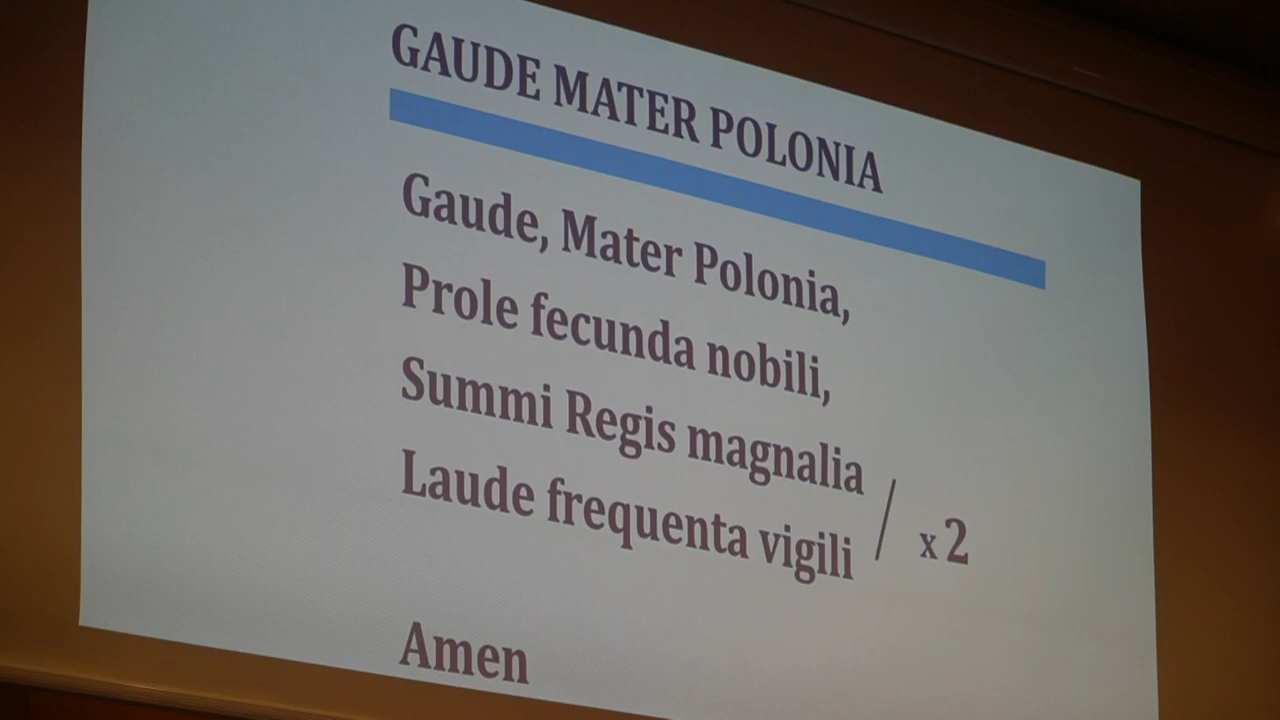 GAUDE MATER POLONIA
Gaude, Mater Polonia,
Prole fecunda nobili,
Summi Regis magnalia
Laude frequenta vigili / x 2
Amen